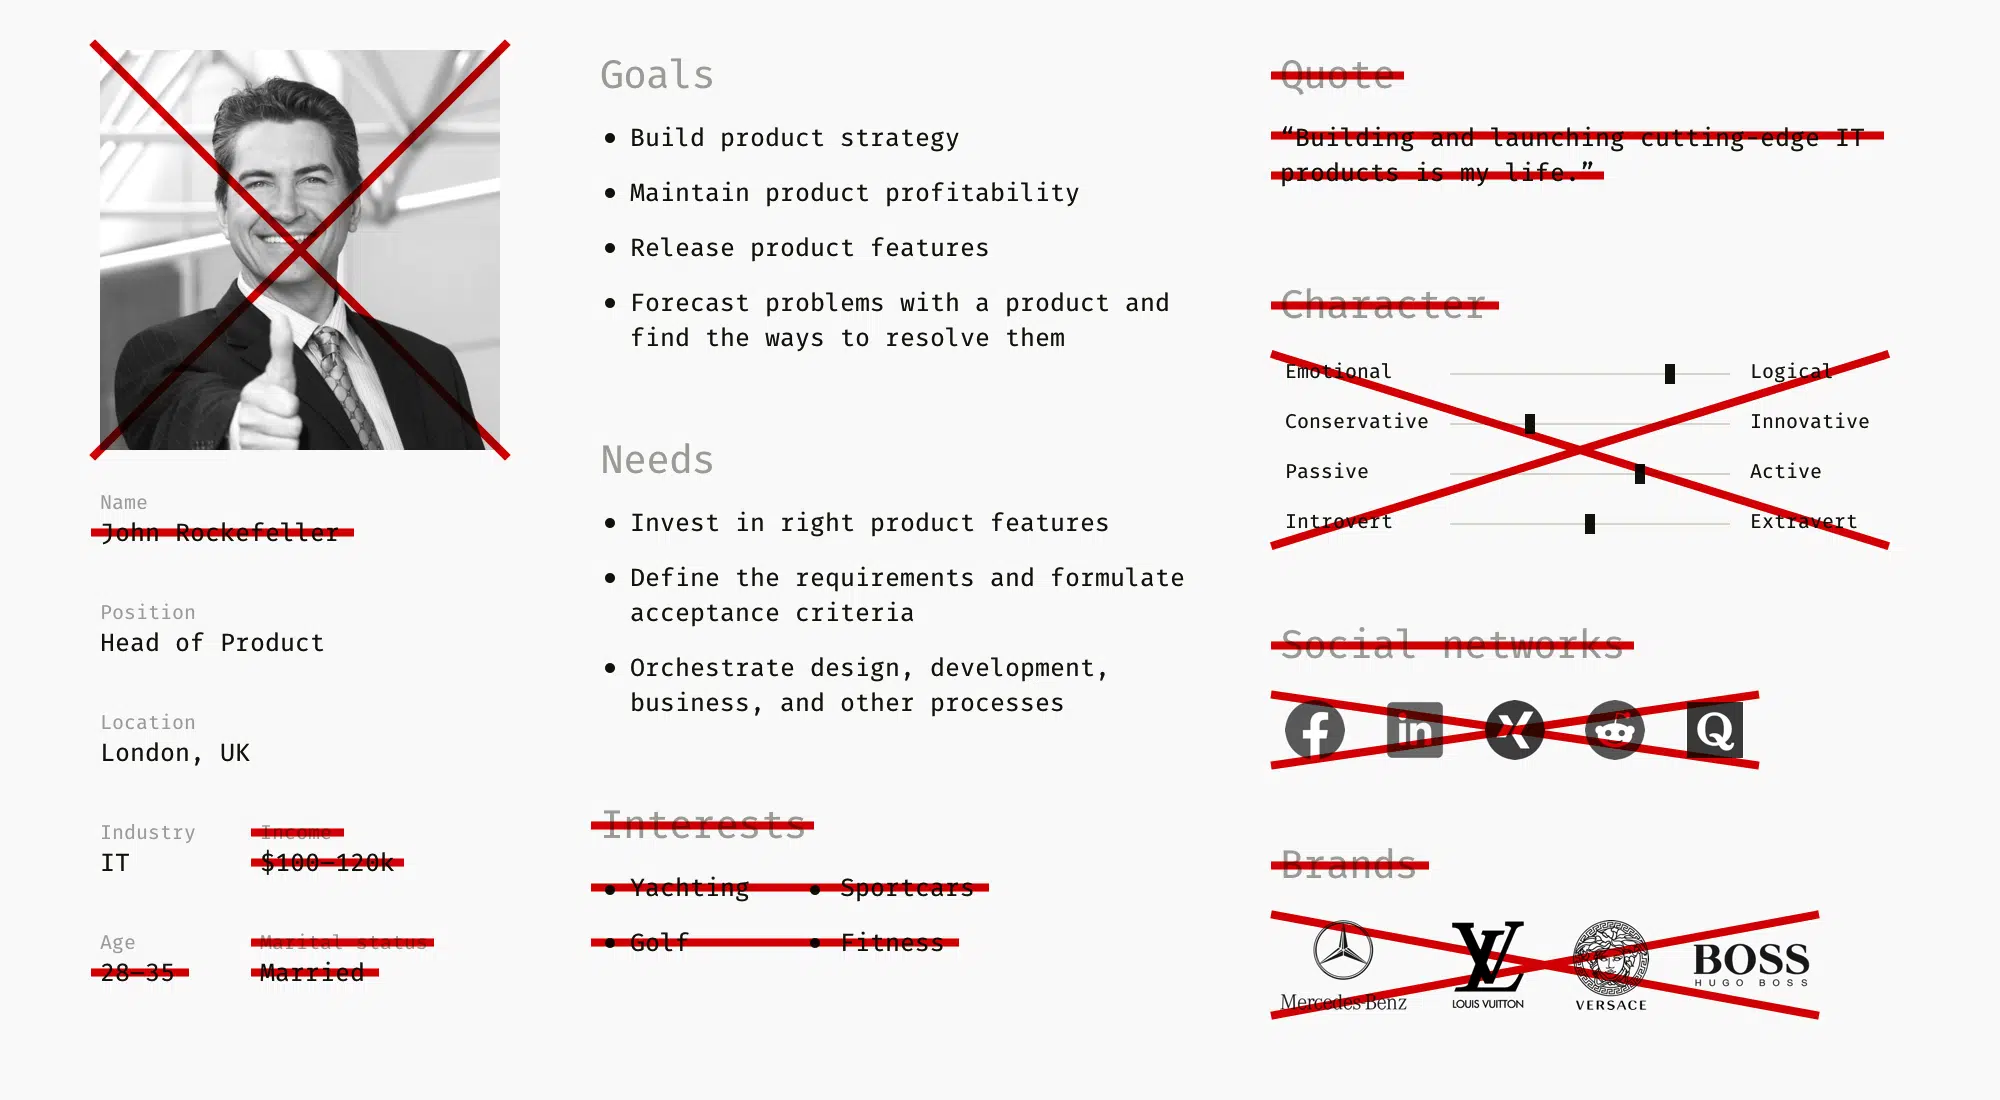 Name
John Rockefeller
Position
Head of Product
Location
London, UK
Industry
IT
Income
$100–120k
Age
28–35
Marital status
Married
Goals
• Build product strategy
• Maintain product profitability
• Release product features
• Forecast problems with a product and
find the ways to resolve them
Needs
• Invest in right product features
• Define the requirements and formulate
acceptance criteria
• Orchestrate design, development,
business, and other processes
Interests
• Yachting • Sportcars
• Golf • Fitness
Quote
“Building and launching cutting-edge IT
products is my life.”
Character
Emotional Logical
Conservative Innovative
Passive Active
Introvert Extravert
Social networks
f in X Q
Brands
Mercedes-Benz
LV
LOUIS VUITTON
VERSACE
BOSS
HUGO BOSS